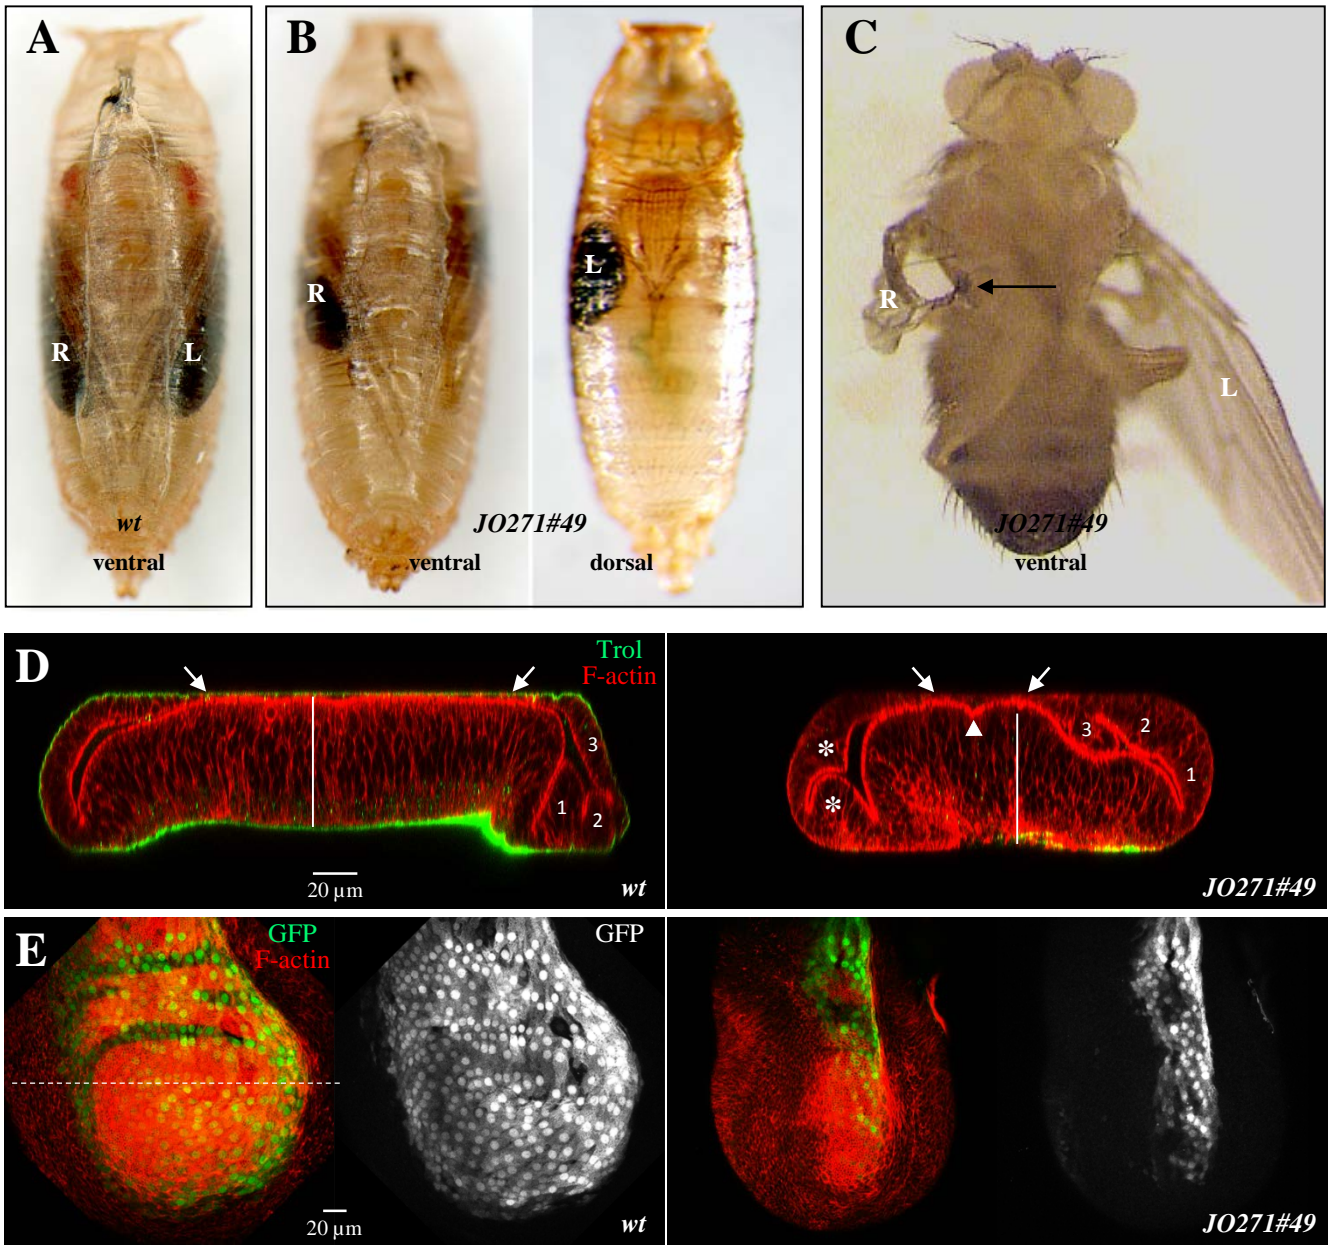 A
R
L
wt
ventral
B
R
L
JO271#49
ventral
dorsal
C
R
L
JO271#49
ventral
D
Trol
F-actin
3
1
2
20 µm
wt
*
*
3
2
1
JO271#49
E
GFP
F-actin
GFP
20 µm
wt
JO271#49